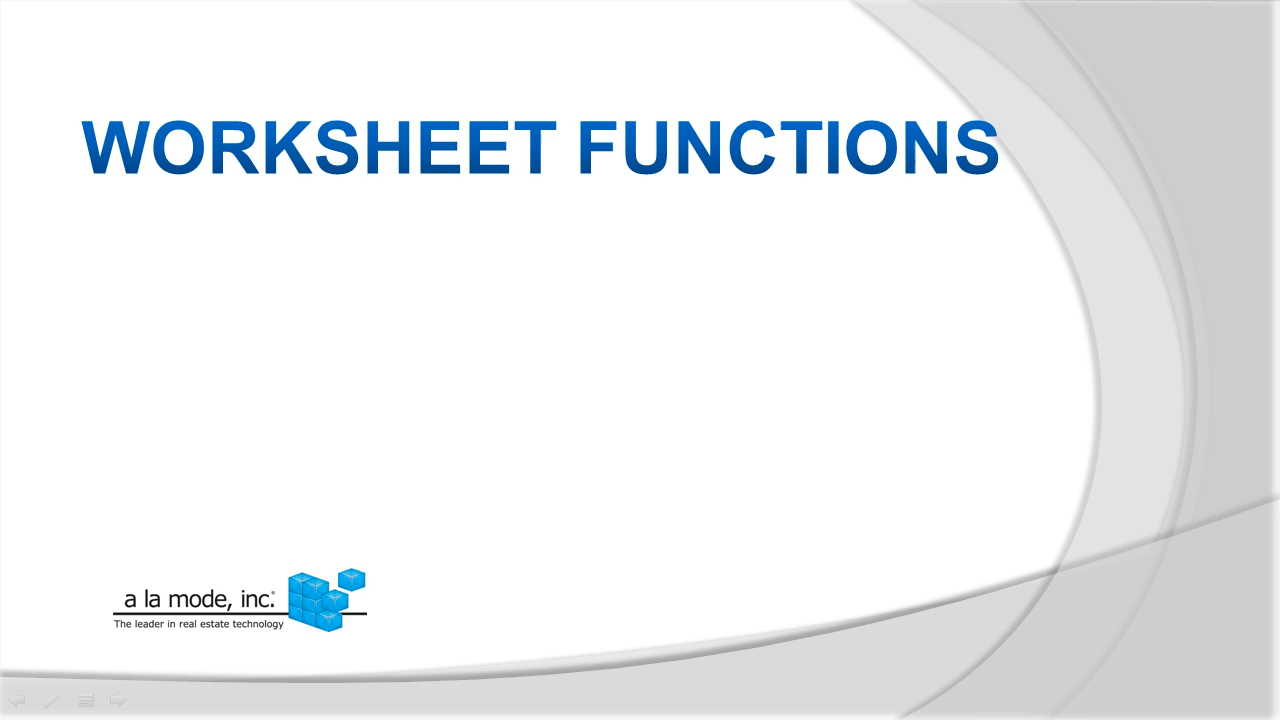 WORKSHEET FUNCTIONS
a la mode, inc.®
The leader in real estate technology